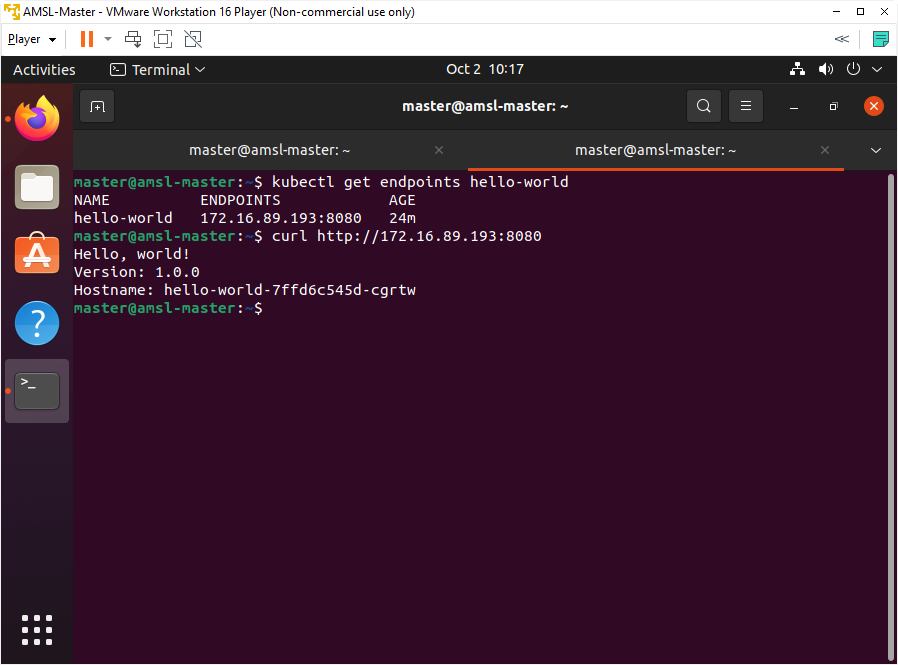 AMSL-Master - VMware Workstation 16 Player (Non-commercial use only)
Player
Activities Terminal Oct 2 10:17
master@amsl-master: ~
master@amsl-master: ~ master@amsl-master: ~
master@amsl-master:~$ kubectl get endpoints hello-world
NAME ENDPOINTS AGE
hello-world 172.16.89.193:8080 24m
master@amsl-master:~$ curl http://172.16.89.193:8080
Hello, world!
Version: 1.0.0
Hostname: hello-world-7ffd6c545d-cgrtw
master@amsl-master:~$